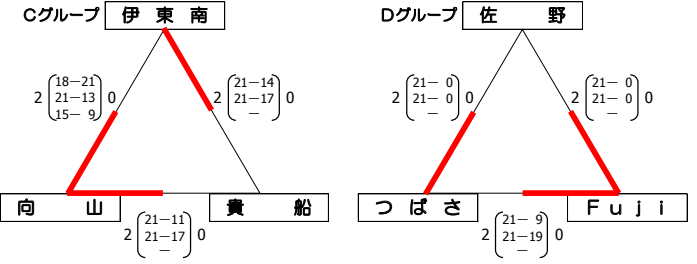 Cグループ 伊東南
2 18－21 21－13 15－ 9 0
2 21－14 21－17 － 0
向山 貴船
2 21－11 21－17 － 0
Dグループ 佐野
2 21－ 0 21－ 0 － 0
2 21－ 0 21－ 0 － 0
つばさ Ｆｕｊｉ
2 21－ 9 21－19 － 0